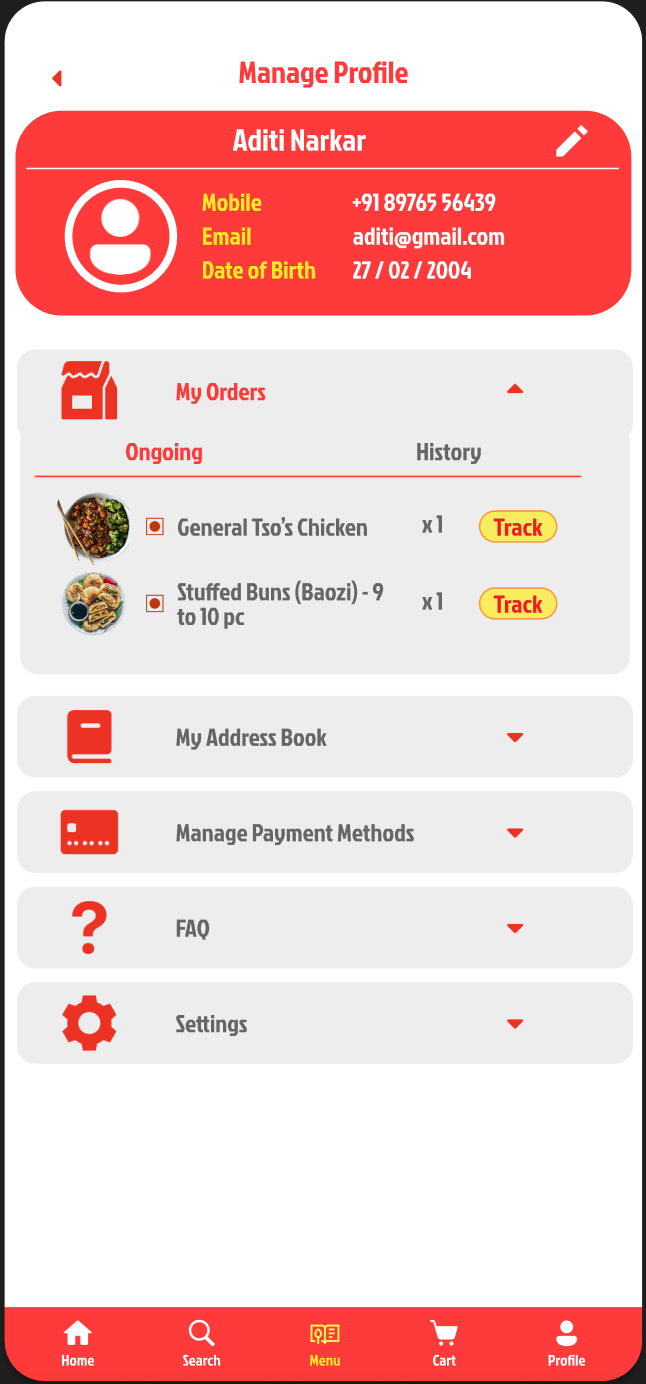 Manage Profile
Aditi Narkar
Mobile +91 89765 56439
Email aditi@gmail.com
Date of Birth 27 / 02 / 2004
My Orders
Ongoing History
General Tso's Chicken x 1 Track
Stuffed Buns (Baozi) - 9
to 10 pc x 1 Track
My Address Book
Manage Payment Methods
FAQ
Settings
Home Search Menu Cart Profile